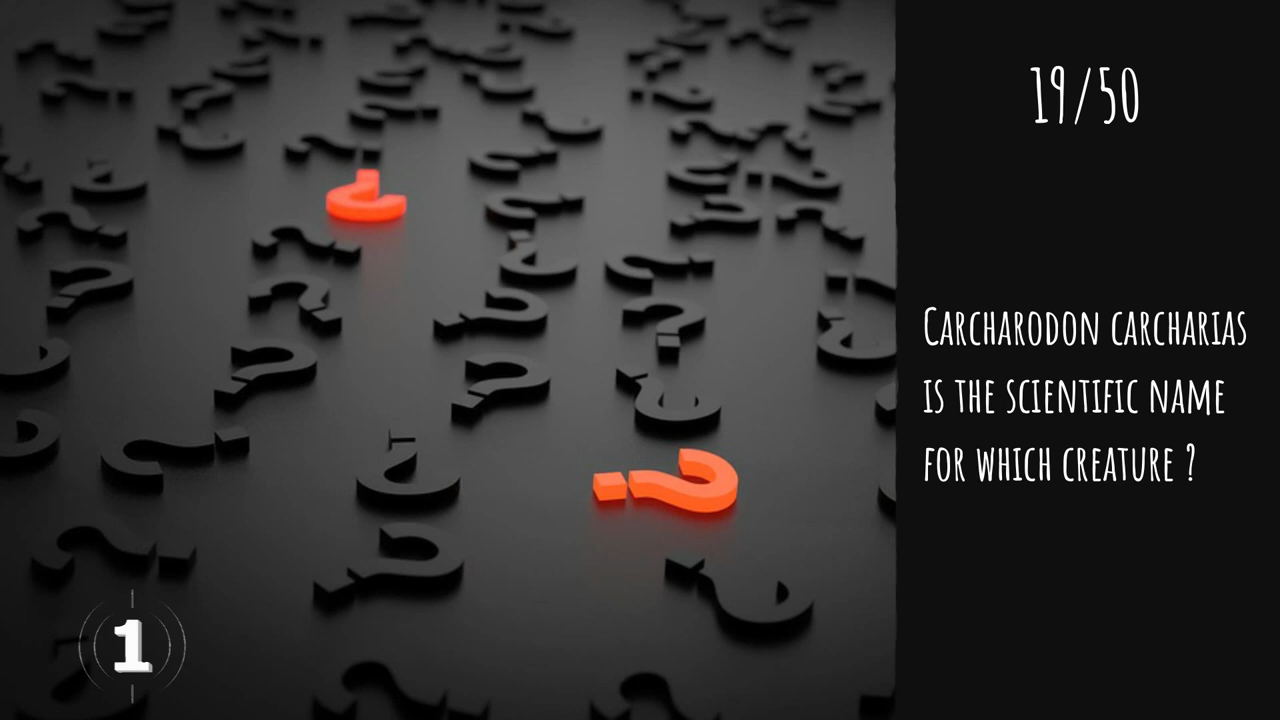 19/50
Carcharodon carcharias
is the scientific name
for which creature ?
1